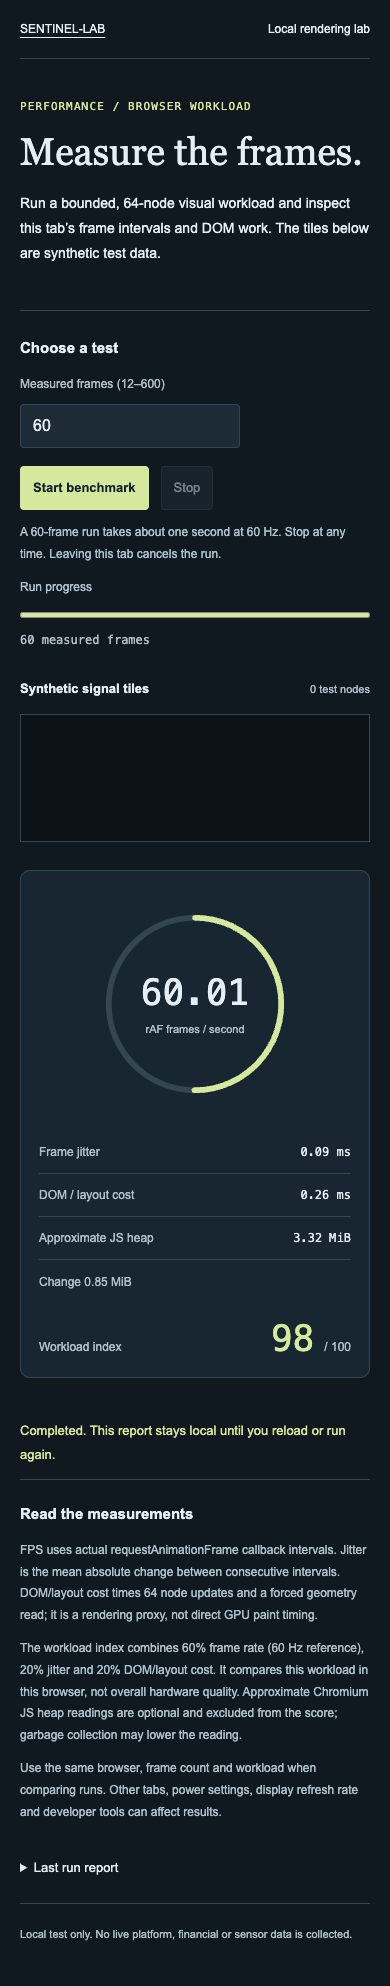 SENTINEL-LAB
Local rendering lab
PERFORMANCE / BROWSER WORKLOAD
Measure the frames.
Run a bounded, 64-node visual workload and inspect
this tab’s frame intervals and DOM work. The tiles below
are synthetic test data.
Choose a test
Measured frames (12–600)
60
Start benchmark
Stop
A 60-frame run takes about one second at 60 Hz. Stop at any
time. Leaving this tab cancels the run.
Run progress
60 measured frames
Synthetic signal tiles
0 test nodes
60.01
rAF frames / second
Frame jitter
0.09 ms
DOM / layout cost
0.26 ms
Approximate JS heap
3.32 MiB
Change 0.85 MiB
Workload index
98 / 100
Completed. This report stays local until you reload or run
again.
Read the measurements
FPS uses actual requestAnimationFrame callback intervals. Jitter
is the mean absolute change between consecutive intervals.
DOM/layout cost times 64 node updates and a forced geometry
read; it is a rendering proxy, not direct GPU paint timing.
The workload index combines 60% frame rate (60 Hz reference),
20% jitter and 20% DOM/layout cost. It compares this workload in
this browser, not overall hardware quality. Approximate Chromium
JS heap readings are optional and excluded from the score;
garbage collection may lower the reading.
Use the same browser, frame count and workload when
comparing runs. Other tabs, power settings, display refresh rate
and developer tools can affect results.
Last run report
Local test only. No live platform, financial or sensor data is collected.